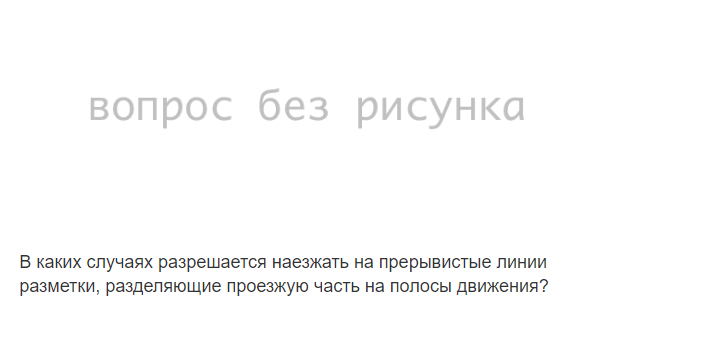 вопрос без рисунка
В каких случаях разрешается наезжать на прерывистые линии
разметки, разделяющие проезжую часть на полосы движения?